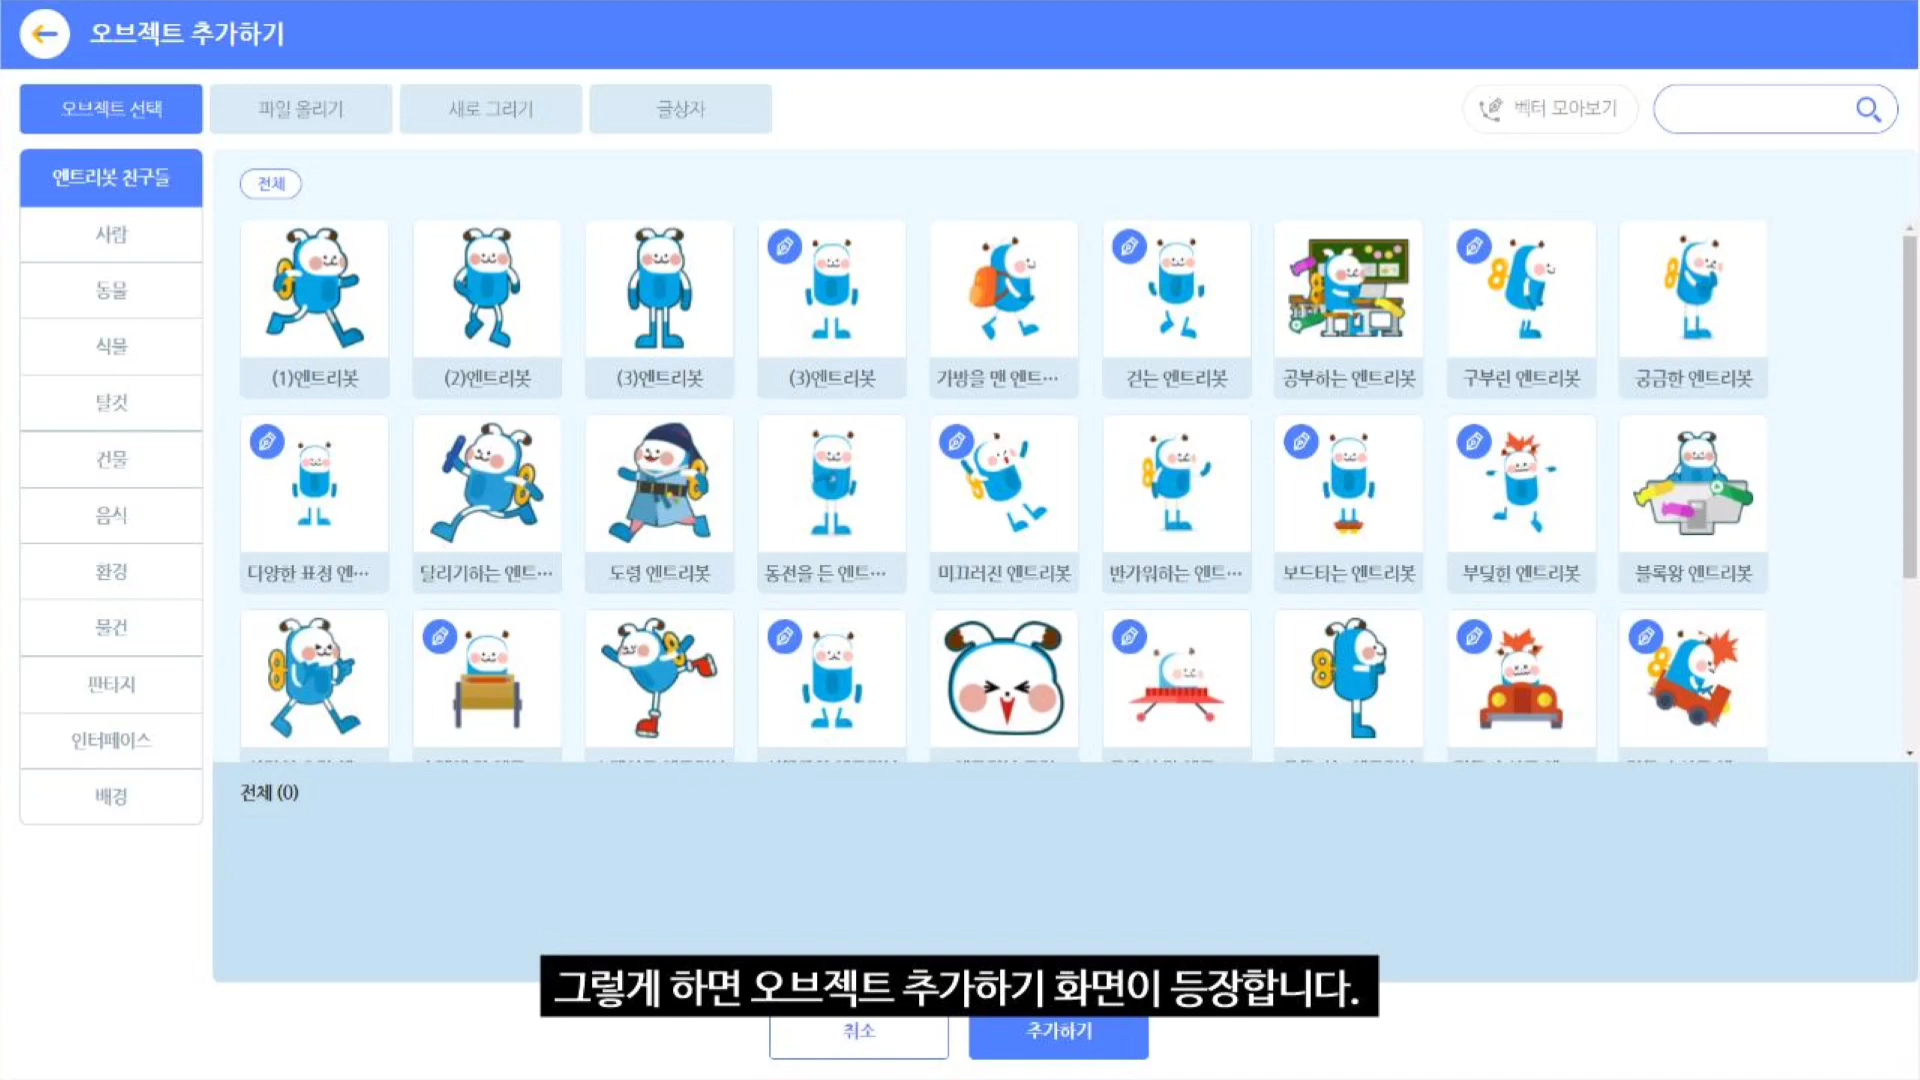 오브젝트 추가하기
오브젝트 선택
파일 올리기
새로 그리기
글상자
벡터 모아보기
엔트리봇 친구들
사람
동물
식물
탈것
건물
음식
환경
물건
판타지
인터페이스
배경
전체
(1)엔트리봇
(2)엔트리봇
(3)엔트리봇
(3)엔트리봇
가방을 맨 엔트…
걷는 엔트리봇
공부하는 엔트리봇
구부린 엔트리봇
궁금한 엔트리봇
다양한 표정 엔…
달리기하는 엔트…
도령 엔트리봇
동전을 든 엔트…
미끄러진 엔트리봇
반가워하는 엔트…
보드타는 엔트리봇
부딪힌 엔트리봇
블록왕 엔트리봇
전체 (0)
그렇게 하면 오브젝트 추가하기 화면이 등장합니다.
취소
추가하기